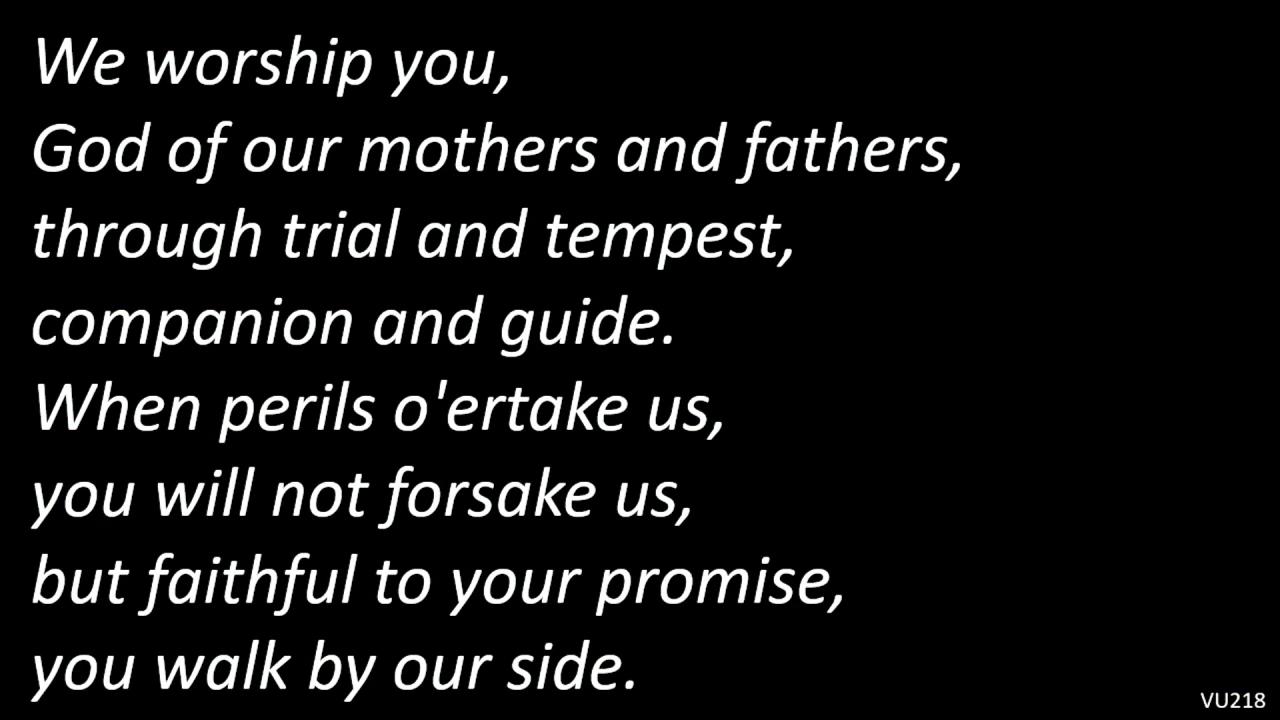 We worship you,
God of our mothers and fathers,
through trial and tempest,
companion and guide.
When perils o'ertake us,
you will not forsake us,
but faithful to your promise,
you walk by our side.
VU218